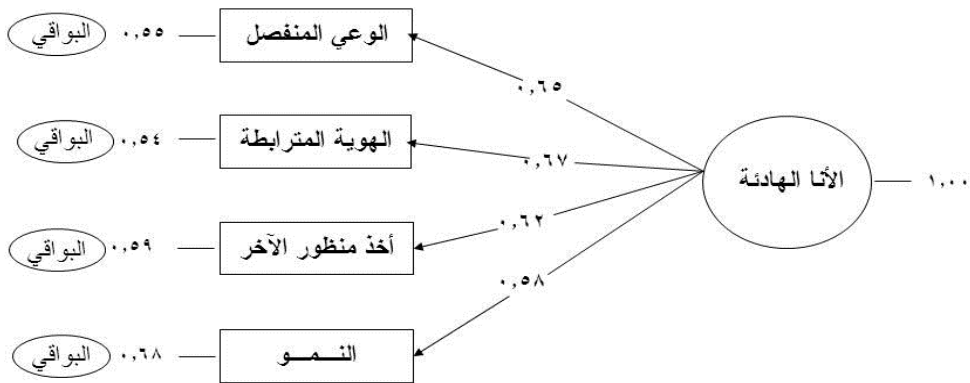 الوعي المنفصل ٠,٥٥ البواقي
٠,٦٥
الهوية المترابطة ٠,٥٤ البواقي
٠,٦٧
١,٠٠ الأنا الهادئة
أخذ منظور الآخر ٠,٥٩ البواقي
٠,٦٢
٠,٥٨
النـــمـــو ٠,٦٨ البواقي